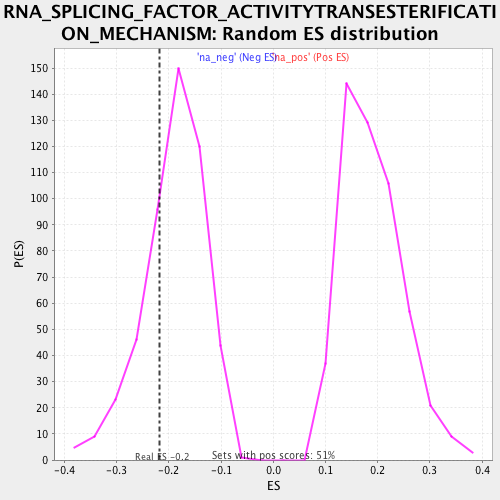 RNA_SPLICING_FACTOR_ACTIVITYTRANSESTERIFICATI
ON_MECHANISM: Random ES distribution
'na_neg' (Neg ES)
'na_pos' (Pos ES)
150
140
130
120
110
100
90
80
70
60
50
40
30
20
10
0
P(ES)
Real ES -0.2
Sets with pos scores: 51%
-0.4 -0.3 -0.2 -0.1 0.0 0.1 0.2 0.3 0.4
ES